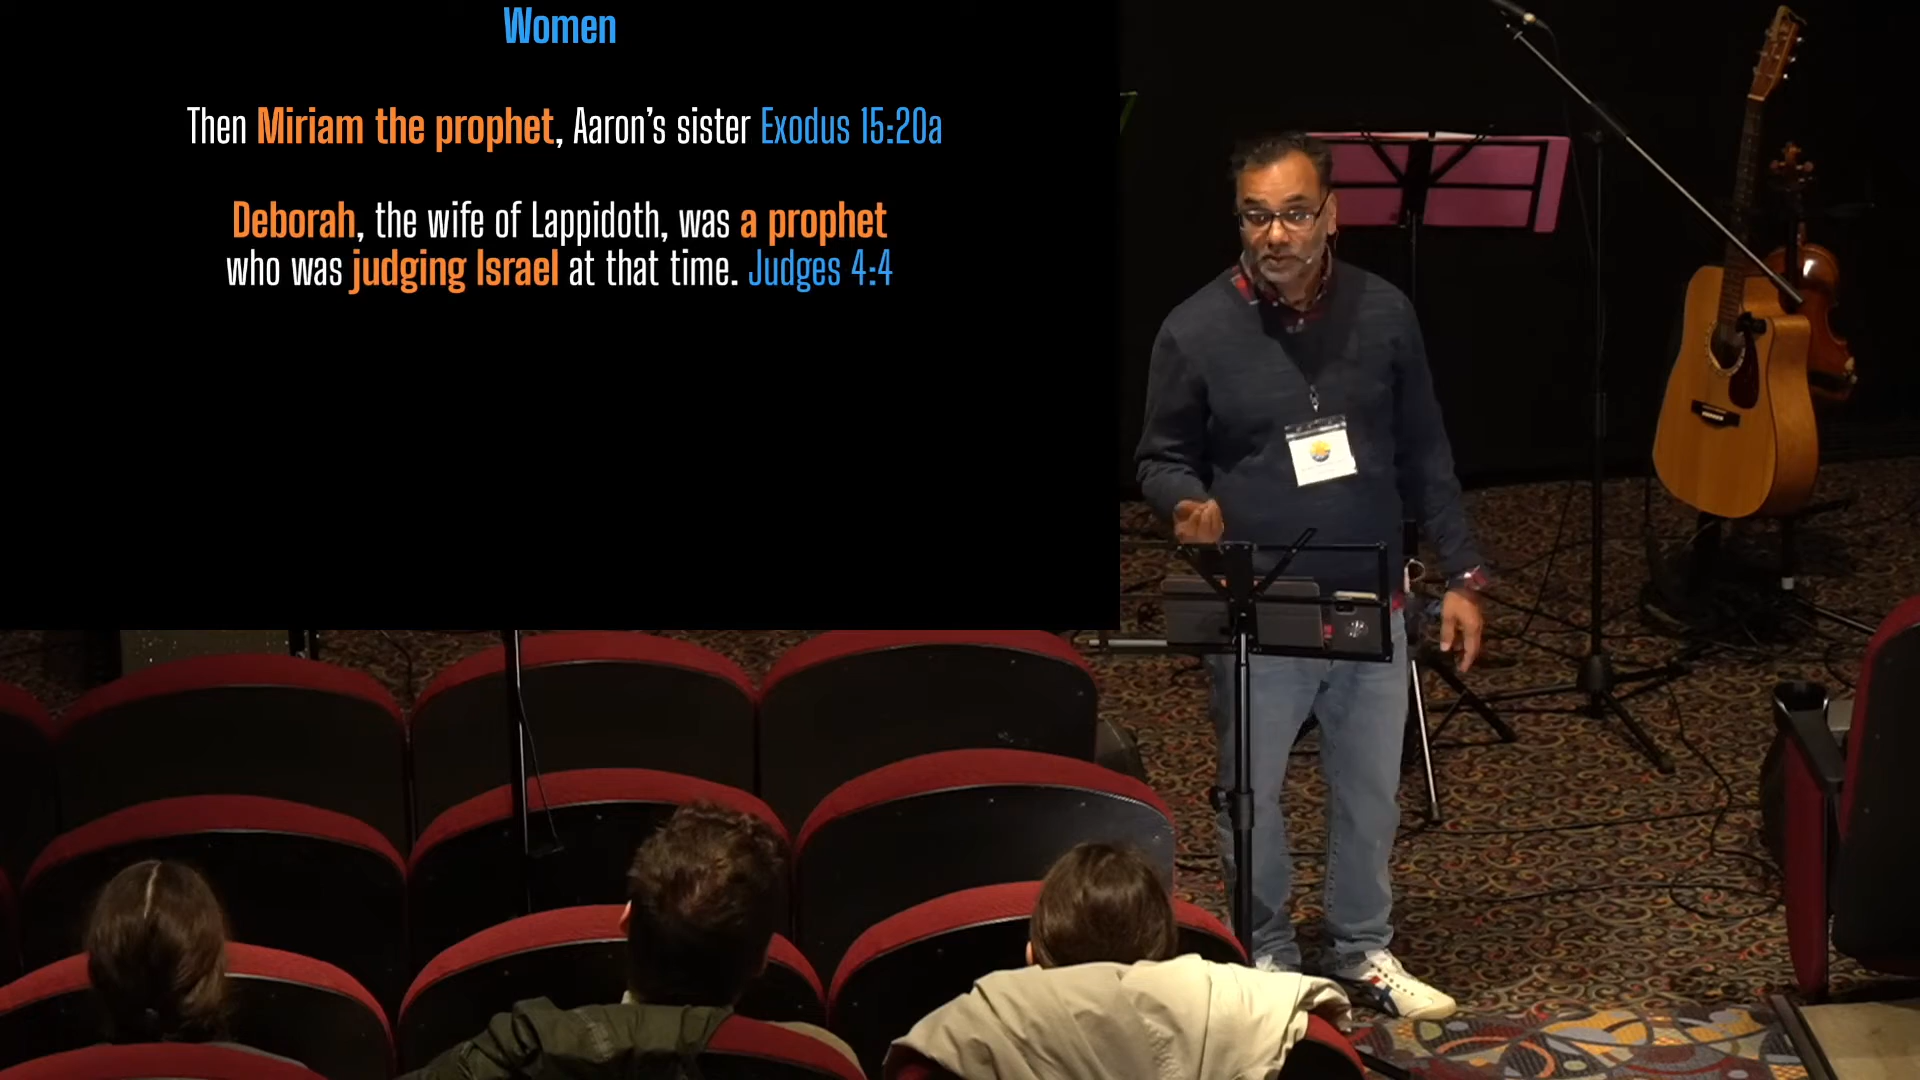 Women
Then Miriam the prophet, Aaron’s sister Exodus 15:20a
Deborah, the wife of Lappidoth, was a prophet
who was judging Israel at that time. Judges 4:4